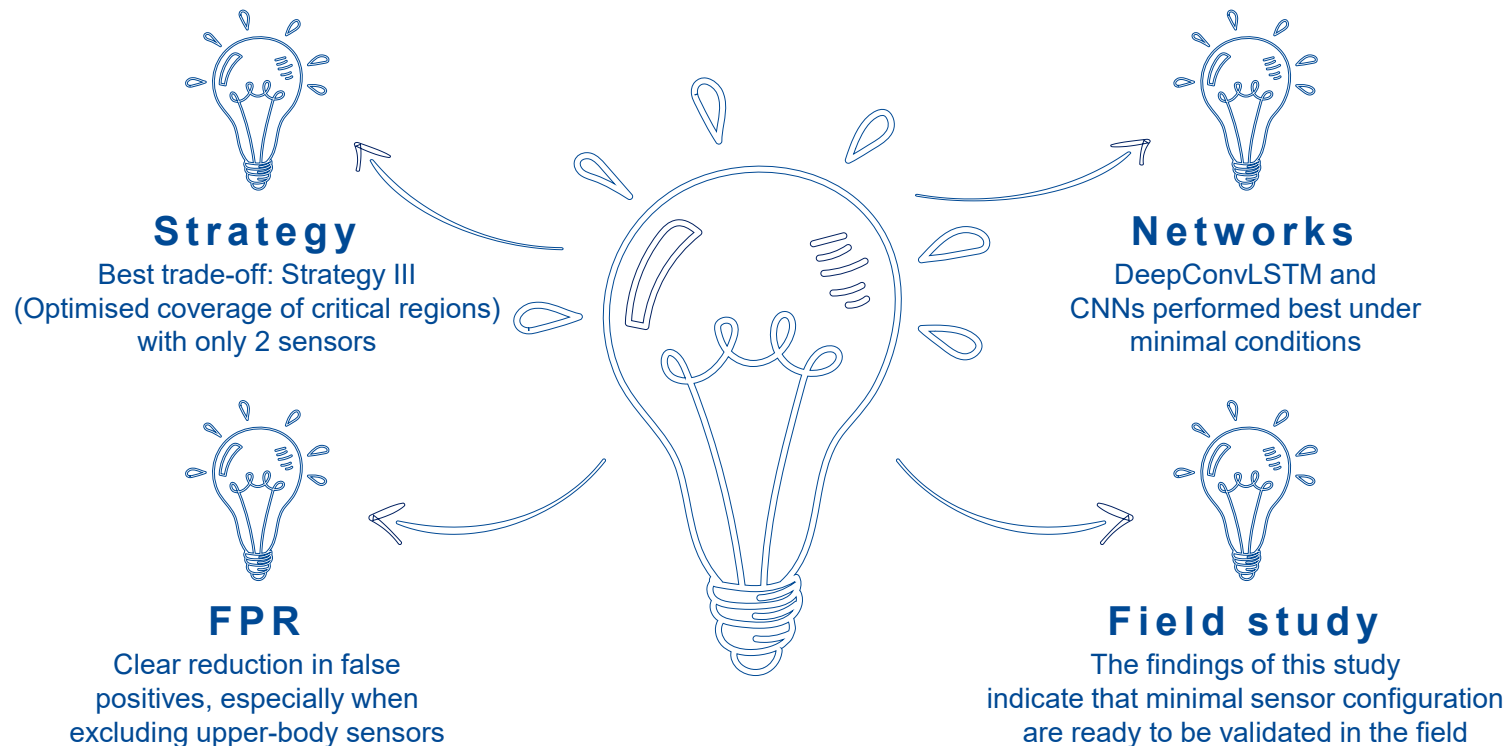 Strategy
Best trade-off: Strategy III
(Optimised coverage of critical regions)
with only 2 sensors
Networks
DeepConvLSTM and
CNNs performed best under
minimal conditions
FPR
Clear reduction in false
positives, especially when
excluding upper-body sensors
Field study
The findings of this study
indicate that minimal sensor configuration
are ready to be validated in the field